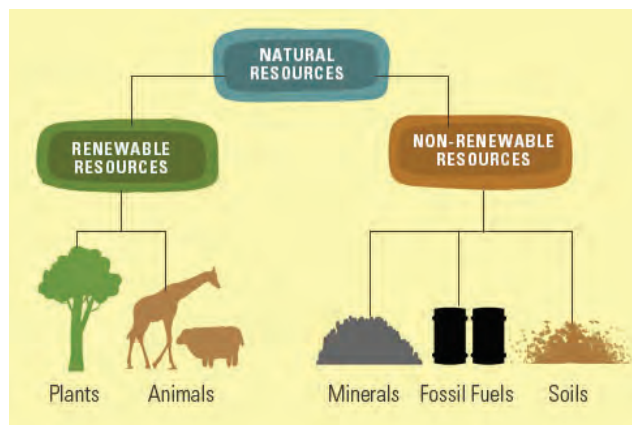 NATURAL
RESOURCES
RENEWABLE
RESOURCES
NON-RENEWABLE
RESOURCES
Plants
Animals
Minerals
Fossil Fuels
Soils